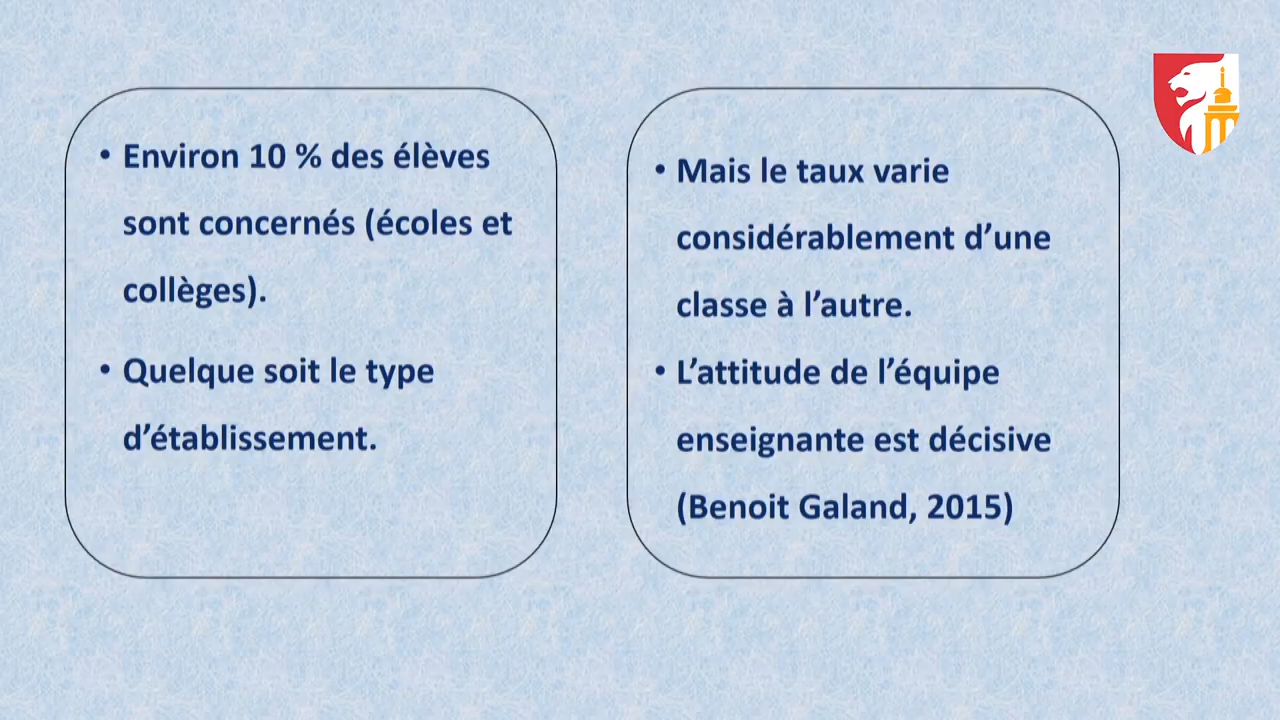 • Environ 10 % des élèves
sont concernés (écoles et
collèges).
• Quelque soit le type
d’établissement.
• Mais le taux varie
considérablement d’une
classe à l’autre.
• L’attitude de l’équipe
enseignante est décisive
(Benoit Galand, 2015)